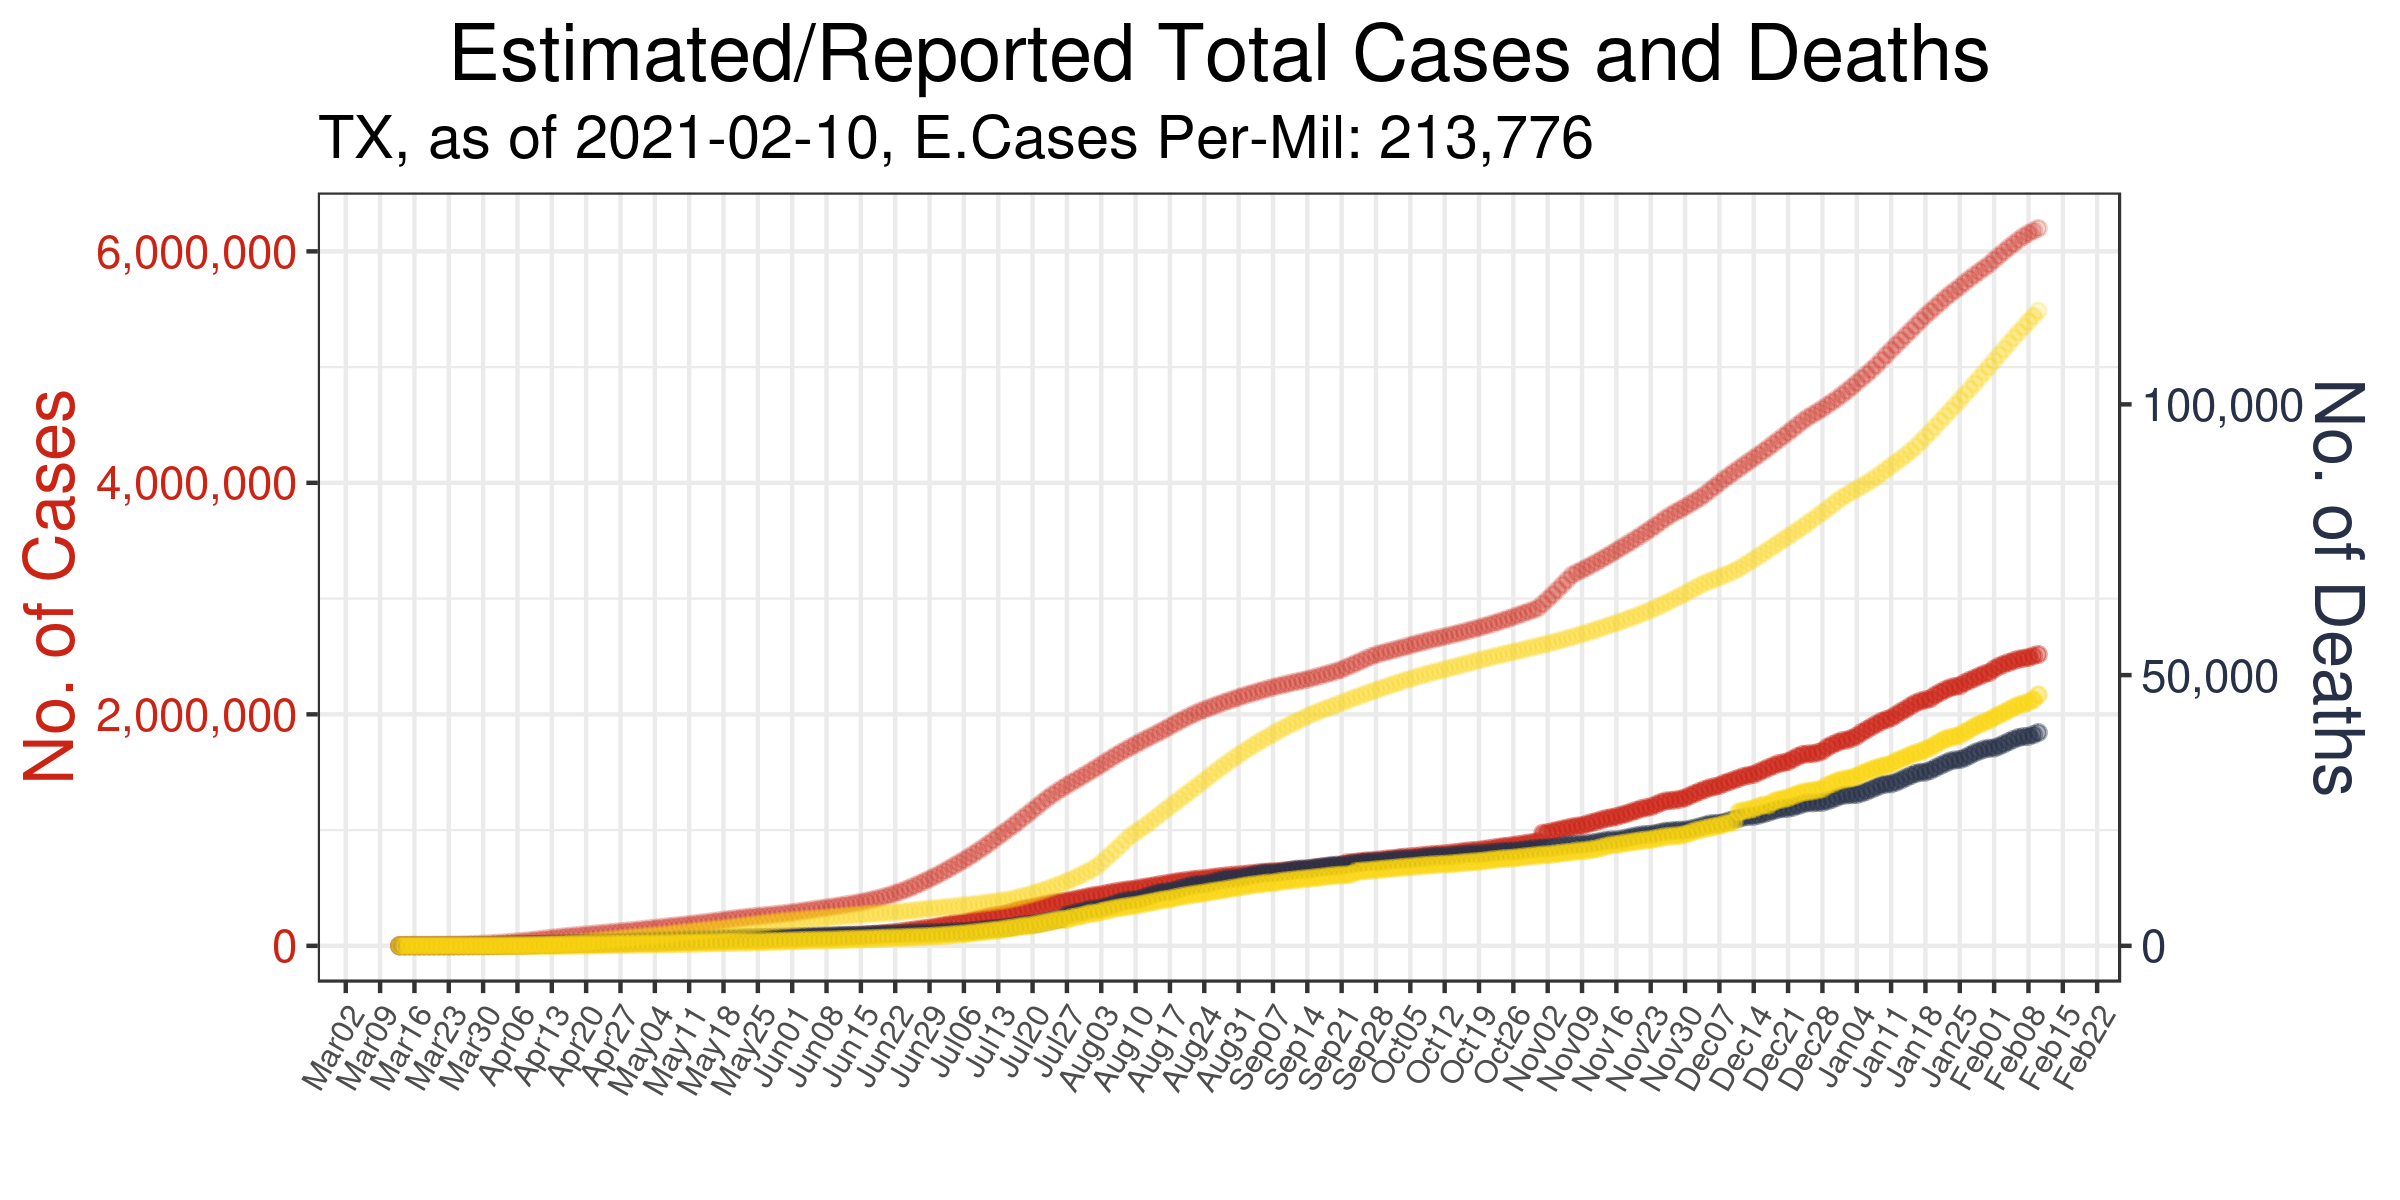 Estimated/Reported Total Cases and Deaths
TX, as of 2021-02-10, E.Cases Per-Mil: 213,776
No. of Cases
6,000,000
4,000,000
2,000,000
0
No. of Deaths
100,000
50,000
0
Mar02
Mar09
Mar16
Mar23
Mar30
Apr06
Apr13
Apr20
Apr27
May04
May11
May18
May25
Jun01
Jun08
Jun15
Jun22
Jun29
Jul06
Jul13
Jul20
Jul27
Aug03
Aug10
Aug17
Aug24
Aug31
Sep07
Sep14
Sep21
Sep28
Oct05
Oct12
Oct19
Oct26
Nov02
Nov09
Nov16
Nov23
Nov30
Dec07
Dec14
Dec21
Dec28
Jan04
Jan11
Jan18
Jan25
Feb01
Feb08
Feb15
Feb22